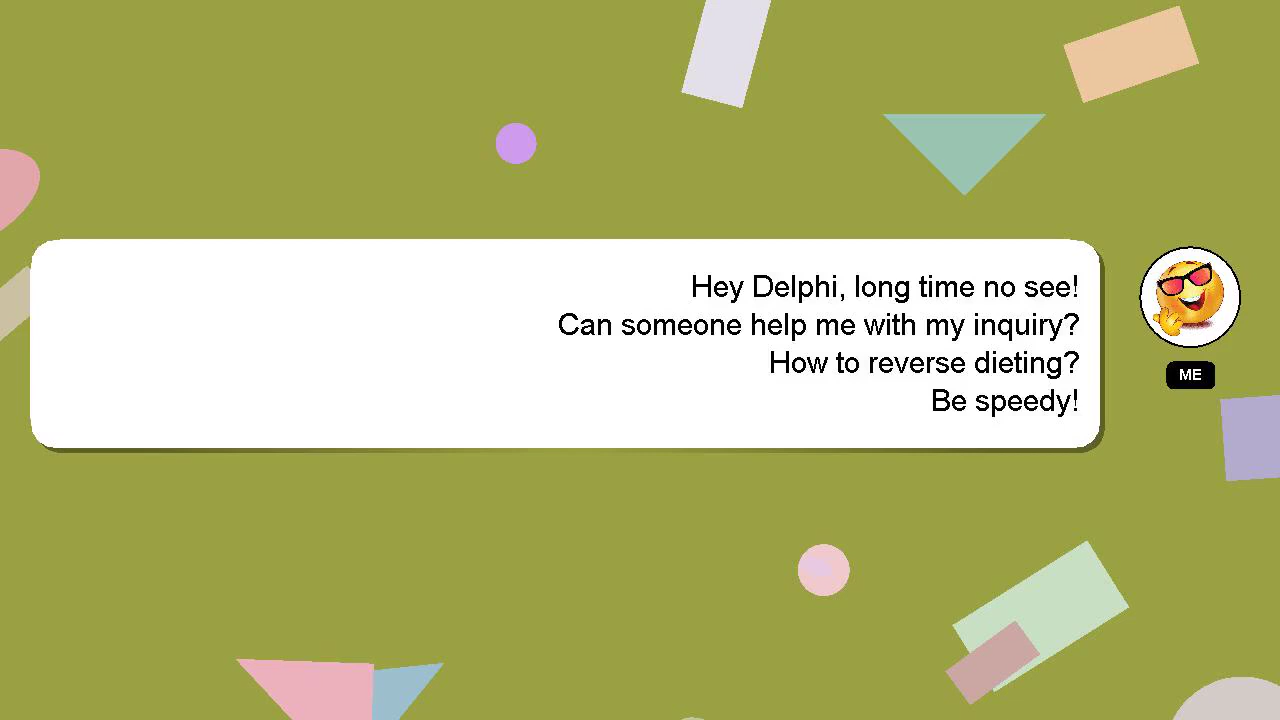 Hey Delphi, long time no see!
Can someone help me with my inquiry?
How to reverse dieting?
Be speedy!
ME